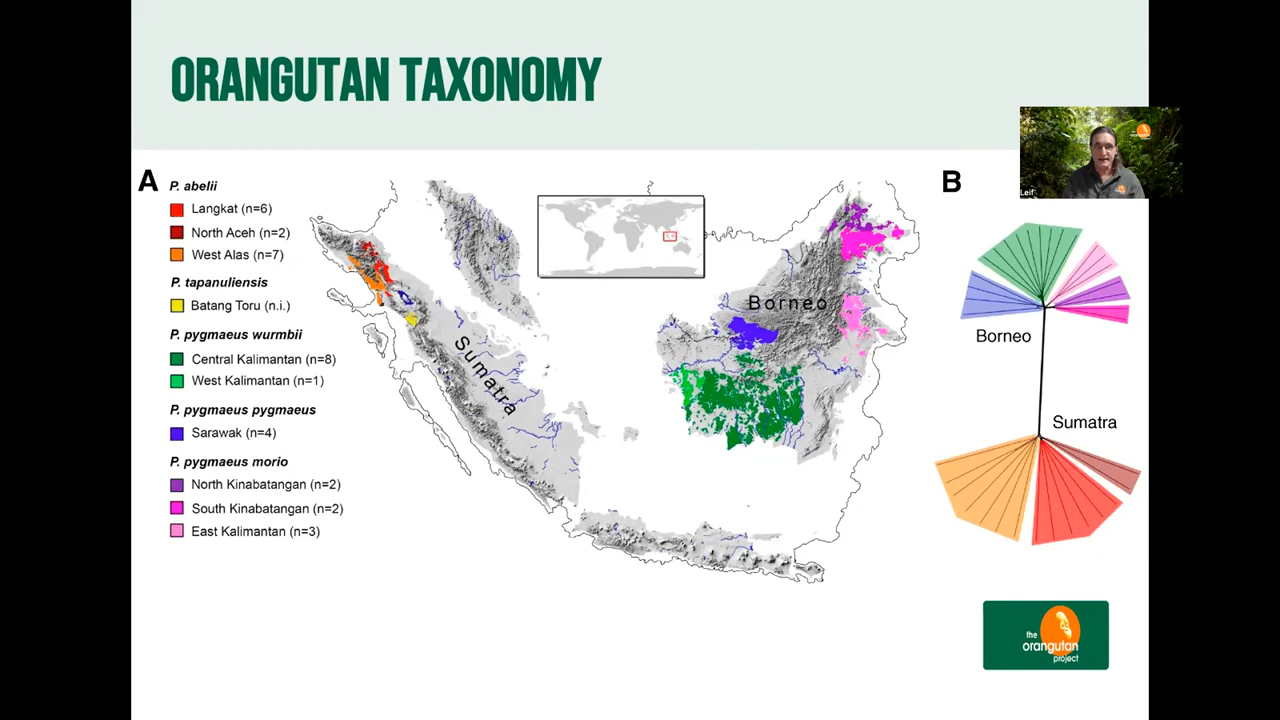 ORANGUTAN TAXONOMY
Leif
A
P. abelii
Langkat (n=6)
North Aceh (n=2)
West Alas (n=7)
P. tapanuliensis
Batang Toru (n.i.)
P. pygmaeus wurmbii
Central Kalimantan (n=8)
West Kalimantan (n=1)
P. pygmaeus pygmaeus
Sarawak (n=4)
P. pygmaeus morio
North Kinabatangan (n=2)
South Kinabatangan (n=2)
East Kalimantan (n=3)
Sumatra
Borneo
B
Borneo
Sumatra
the
orangutan
project